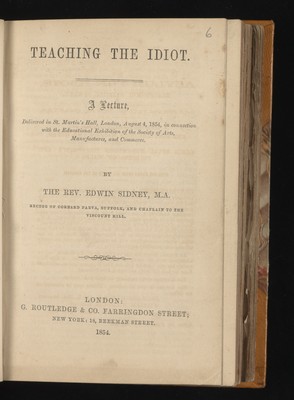 6
TEACHING THE IDIOT.
A Lecture,
Delivered in St. Martin's Hall, London, August 4, 1854, in connection
with the Educational Exhibition of the Society of Arts,
Manufactures, and Commerce.
BY
THE REV. EDWIN SIDNEY, M.A.
RECTOR OF CORNARD PARVA, SUFFOLK, AND CHAPLAIN TO THE
VISCOUNT HILL.
LONDON:
G. ROUTLEDGE & CO. FARRINGDON STREET;
NEW YORK: 18, BEEKMAN STREET.
1854.